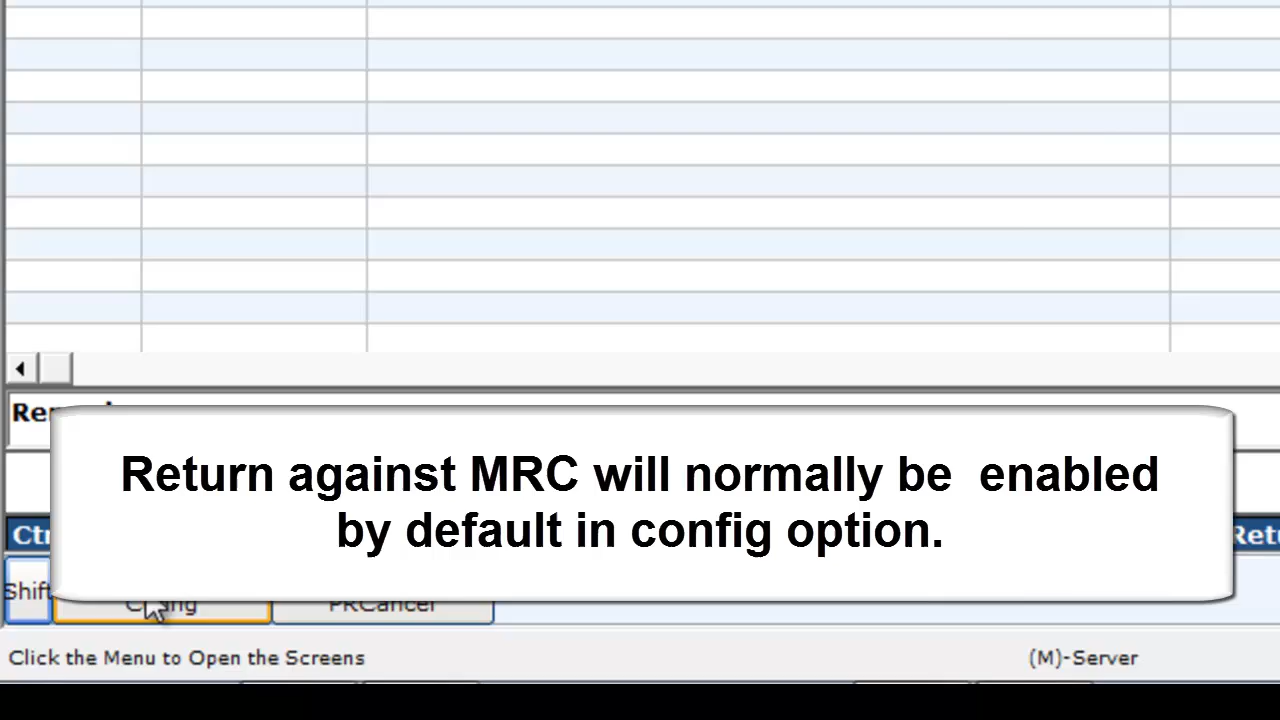 Return against MRC will normally be enabled
by default in config option.
Shift
PRCancel
Click the Menu to Open the Screens (M)-Server